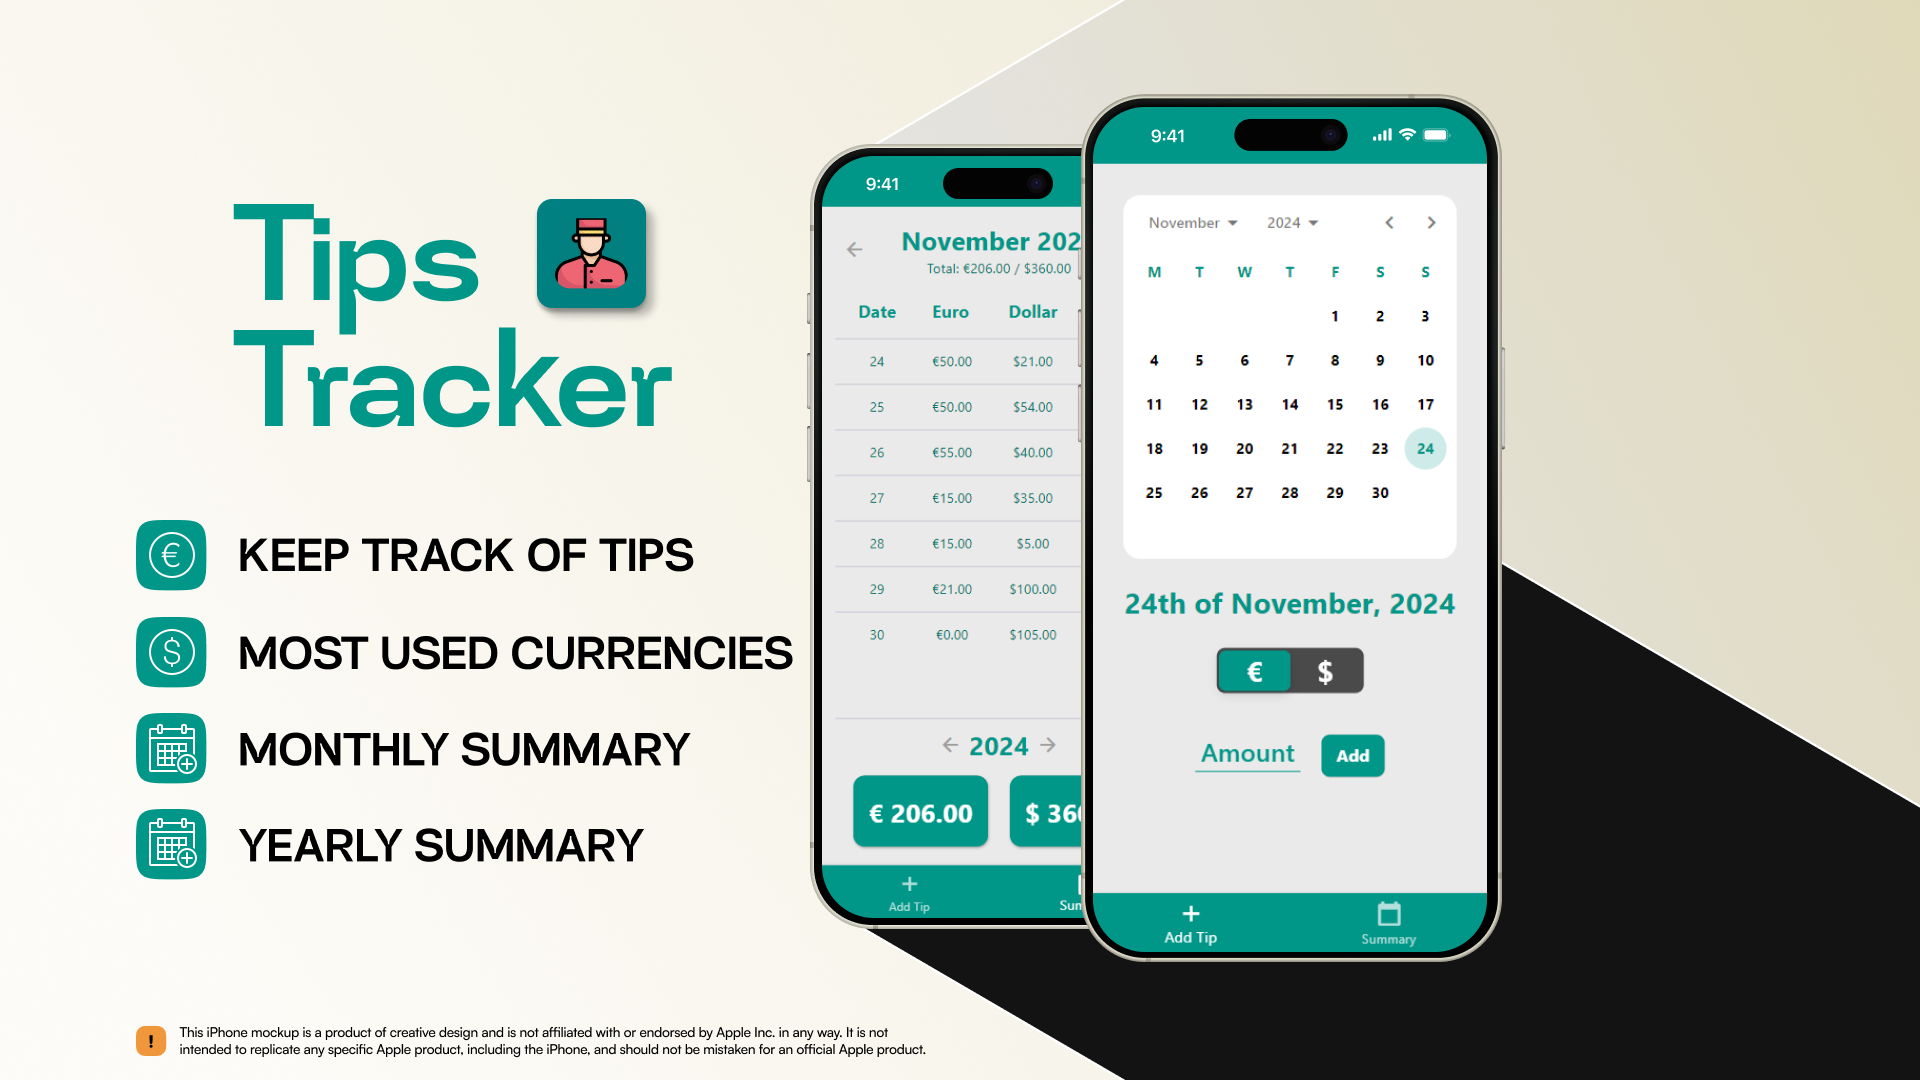 Tips
Tracker
€ KEEP TRACK OF TIPS
$ MOST USED CURRENCIES
MONTHLY SUMMARY
YEARLY SUMMARY
! This iPhone mockup is a product of creative design and is not affiliated with or endorsed by Apple Inc. in any way. It is not
intended to replicate any specific Apple product, including the iPhone, and should not be mistaken for an official Apple product.
9:41
November 202
Total: €206.00 / $360.00
Date Euro Dollar
24 €50.00 $21.00
25 €50.00 $54.00
26 €55.00 $40.00
27 €15.00 $35.00
28 €15.00 $5.00
29 €21.00 $100.00
30 €0.00 $105.00
2024
€ 206.00 $ 36
Add Tip Sum
9:41
November 2024
M T W T F S S
1 2 3
4 5 6 7 8 9 10
11 12 13 14 15 16 17
18 19 20 21 22 23 24
25 26 27 28 29 30
24th of November, 2024
€ $
Amount Add
Add Tip Summary